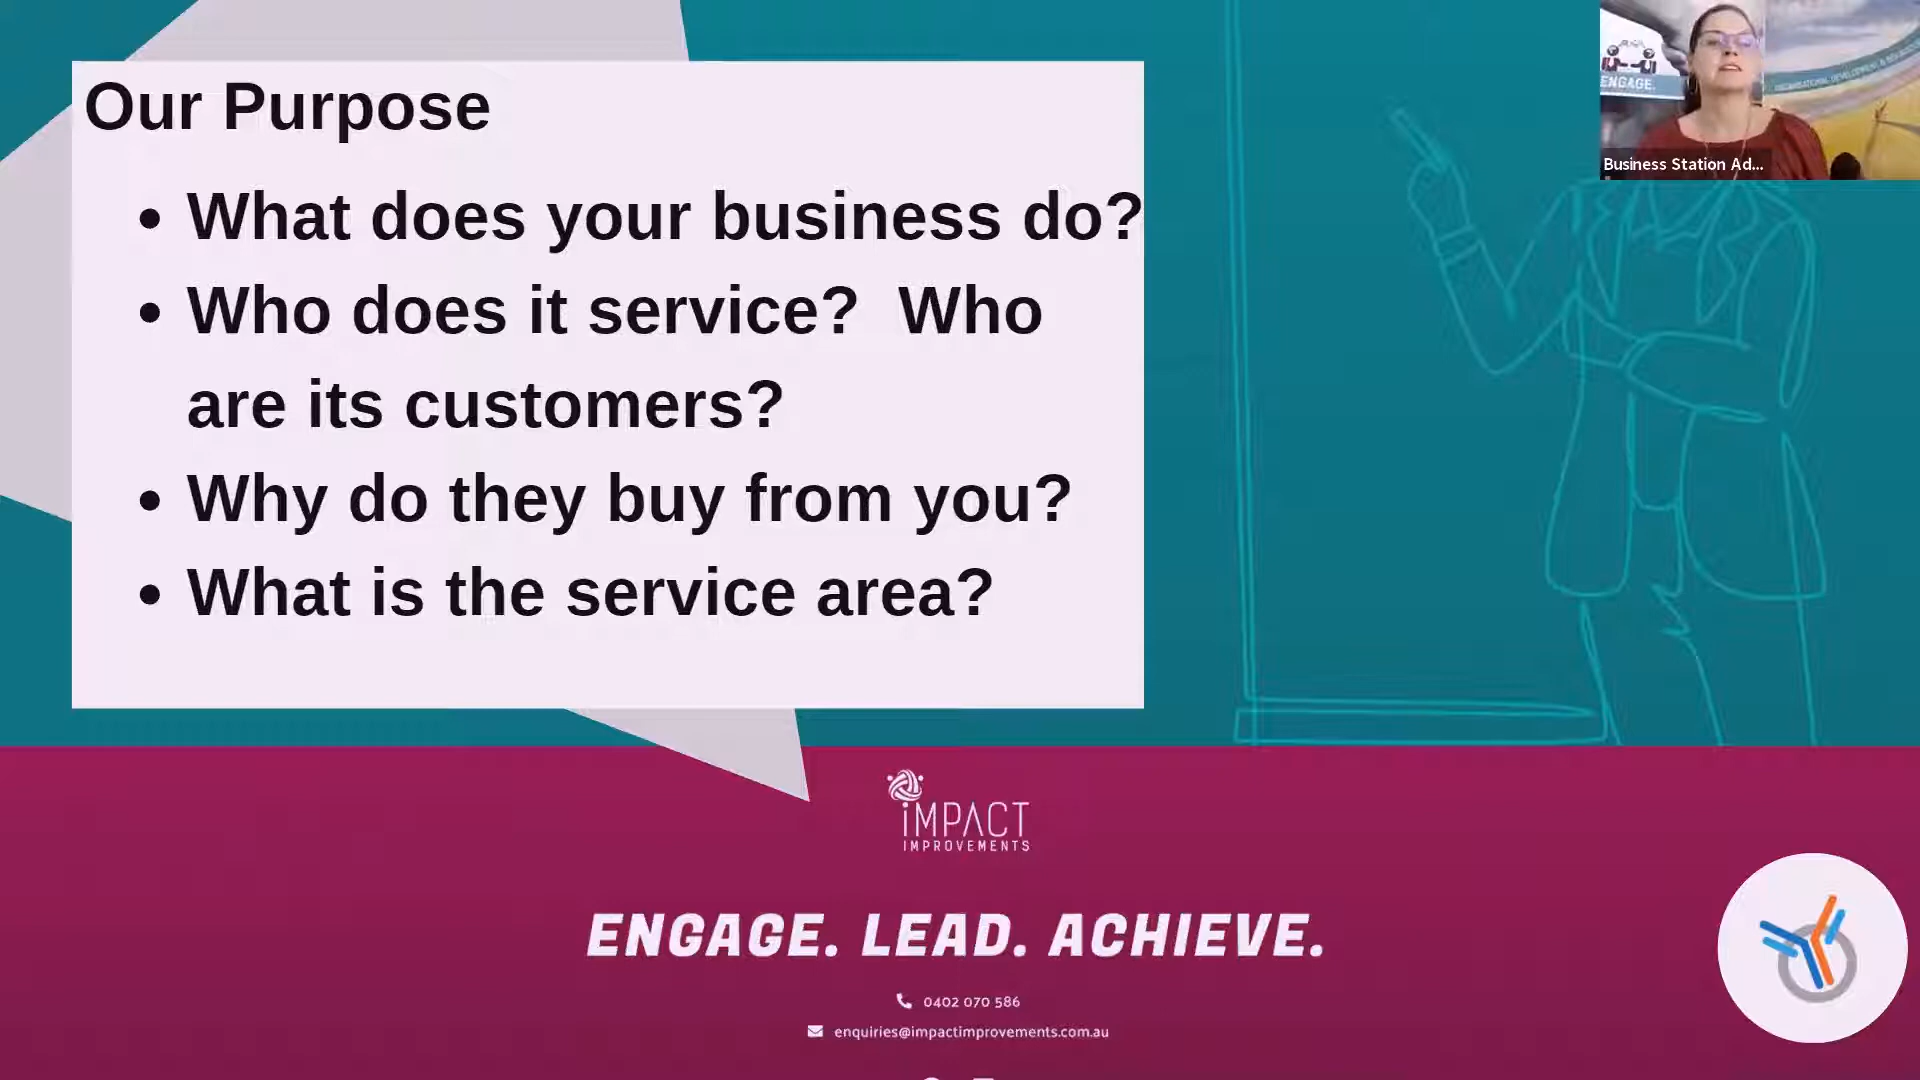 Our Purpose
• What does your business do?
• Who does it service?  Who
are its customers?
• Why do they buy from you?
• What is the service area?
ENGAGE.
Business Station Ad...
iMPACT
IMPROVEMENTS
ENGAGE. LEAD. ACHIEVE.
0402 070 586
enquiries@impactimprovements.com.au